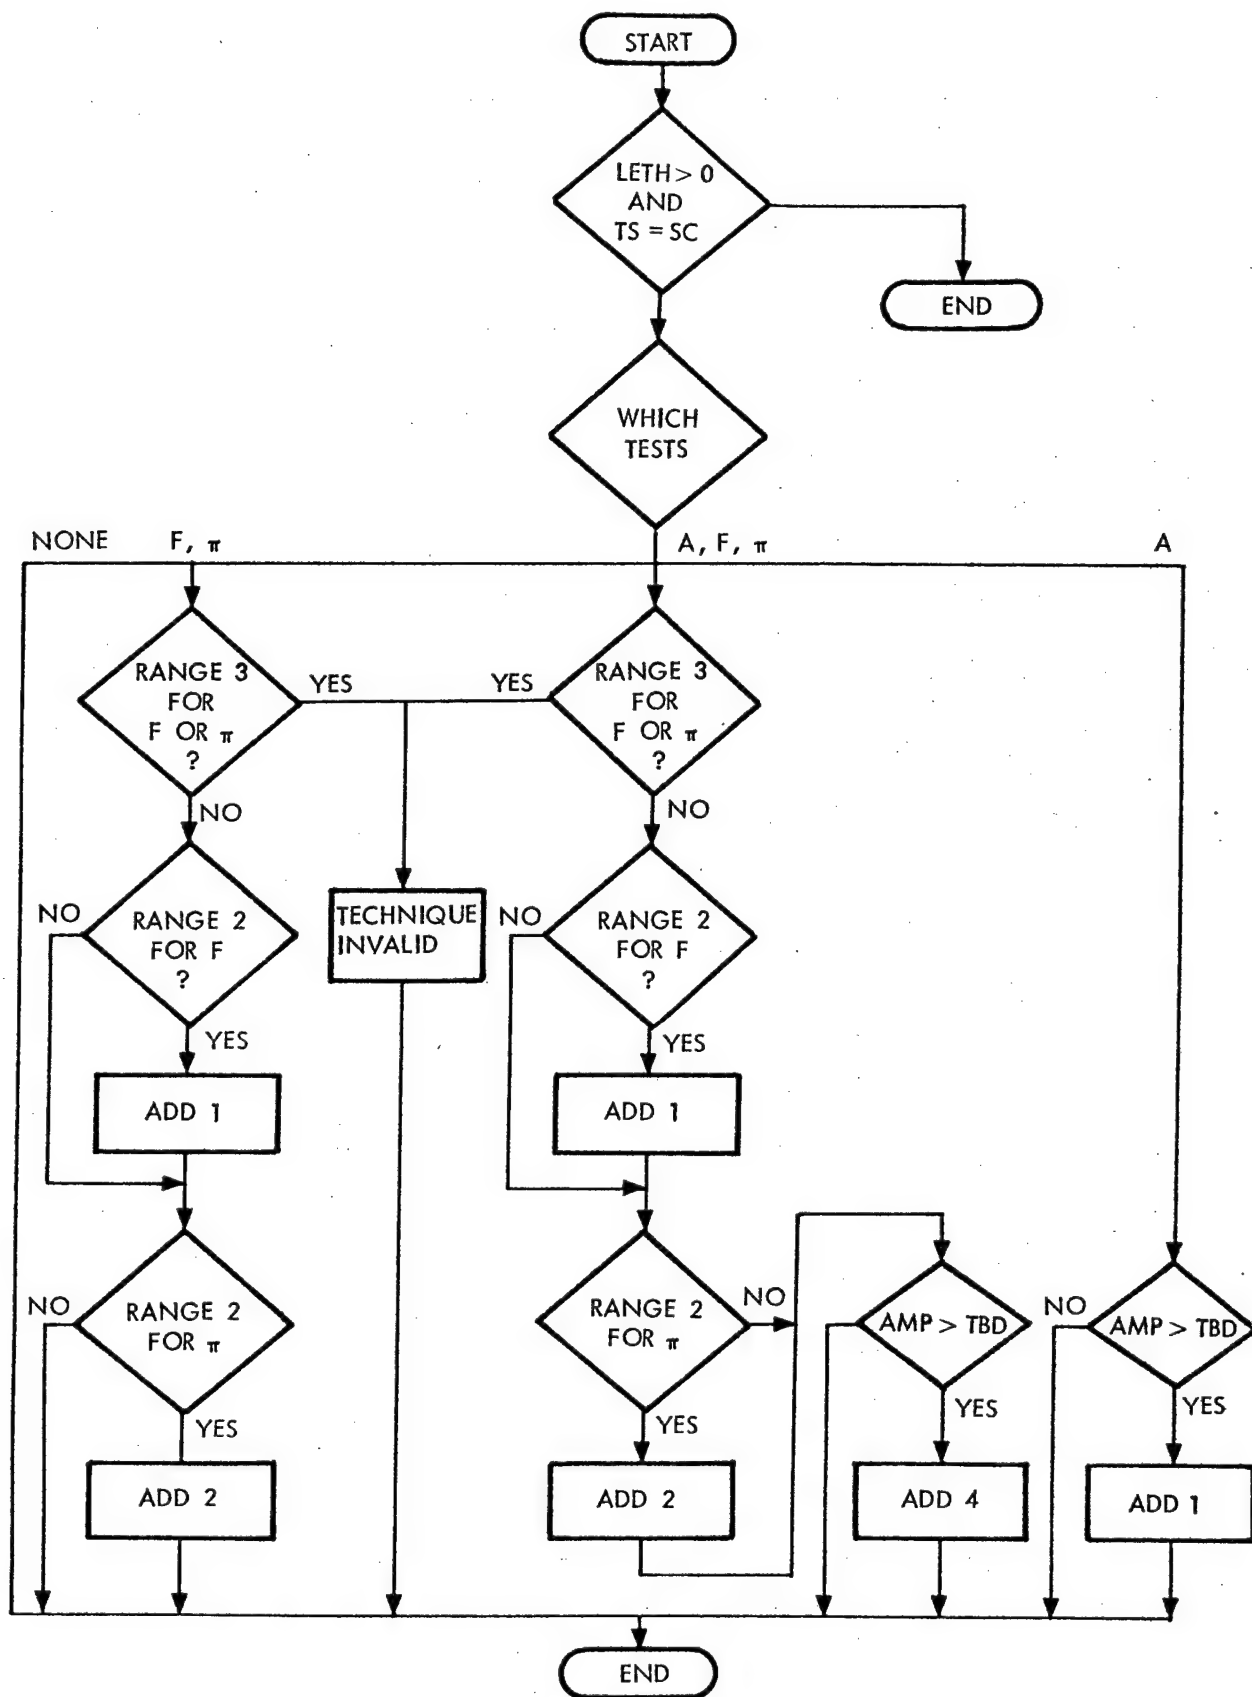 START
LETH > 0
AND
TS = SC
END
WHICH
TESTS
NONE
F, π
A, F, π
A
RANGE 3
FOR
F OR π
?
YES
YES
RANGE 3
FOR
F OR π
?
NO
NO
NO
RANGE 2
FOR F
?
TECHNIQUE
INVALID
NO
RANGE 2
FOR F
?
YES
YES
ADD 1
ADD 1
NO
RANGE 2
FOR π
RANGE 2
FOR π
NO
AMP > TBD
NO
AMP > TBD
YES
YES
YES
YES
ADD 2
ADD 2
ADD 4
ADD 1
END